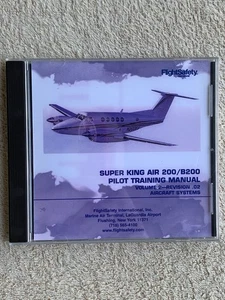 FlightSafety
SUPER KING AIR 200/B200
PILOT TRAINING MANUAL
VOLUME 2—REVISION .02
AIRCRAFT SYSTEMS
FlightSafety International, Inc.
Marine Air Terminal, LaGuardia Airport
Flushing, New York 11371
(718) 565-4100
www.flightsafety.com